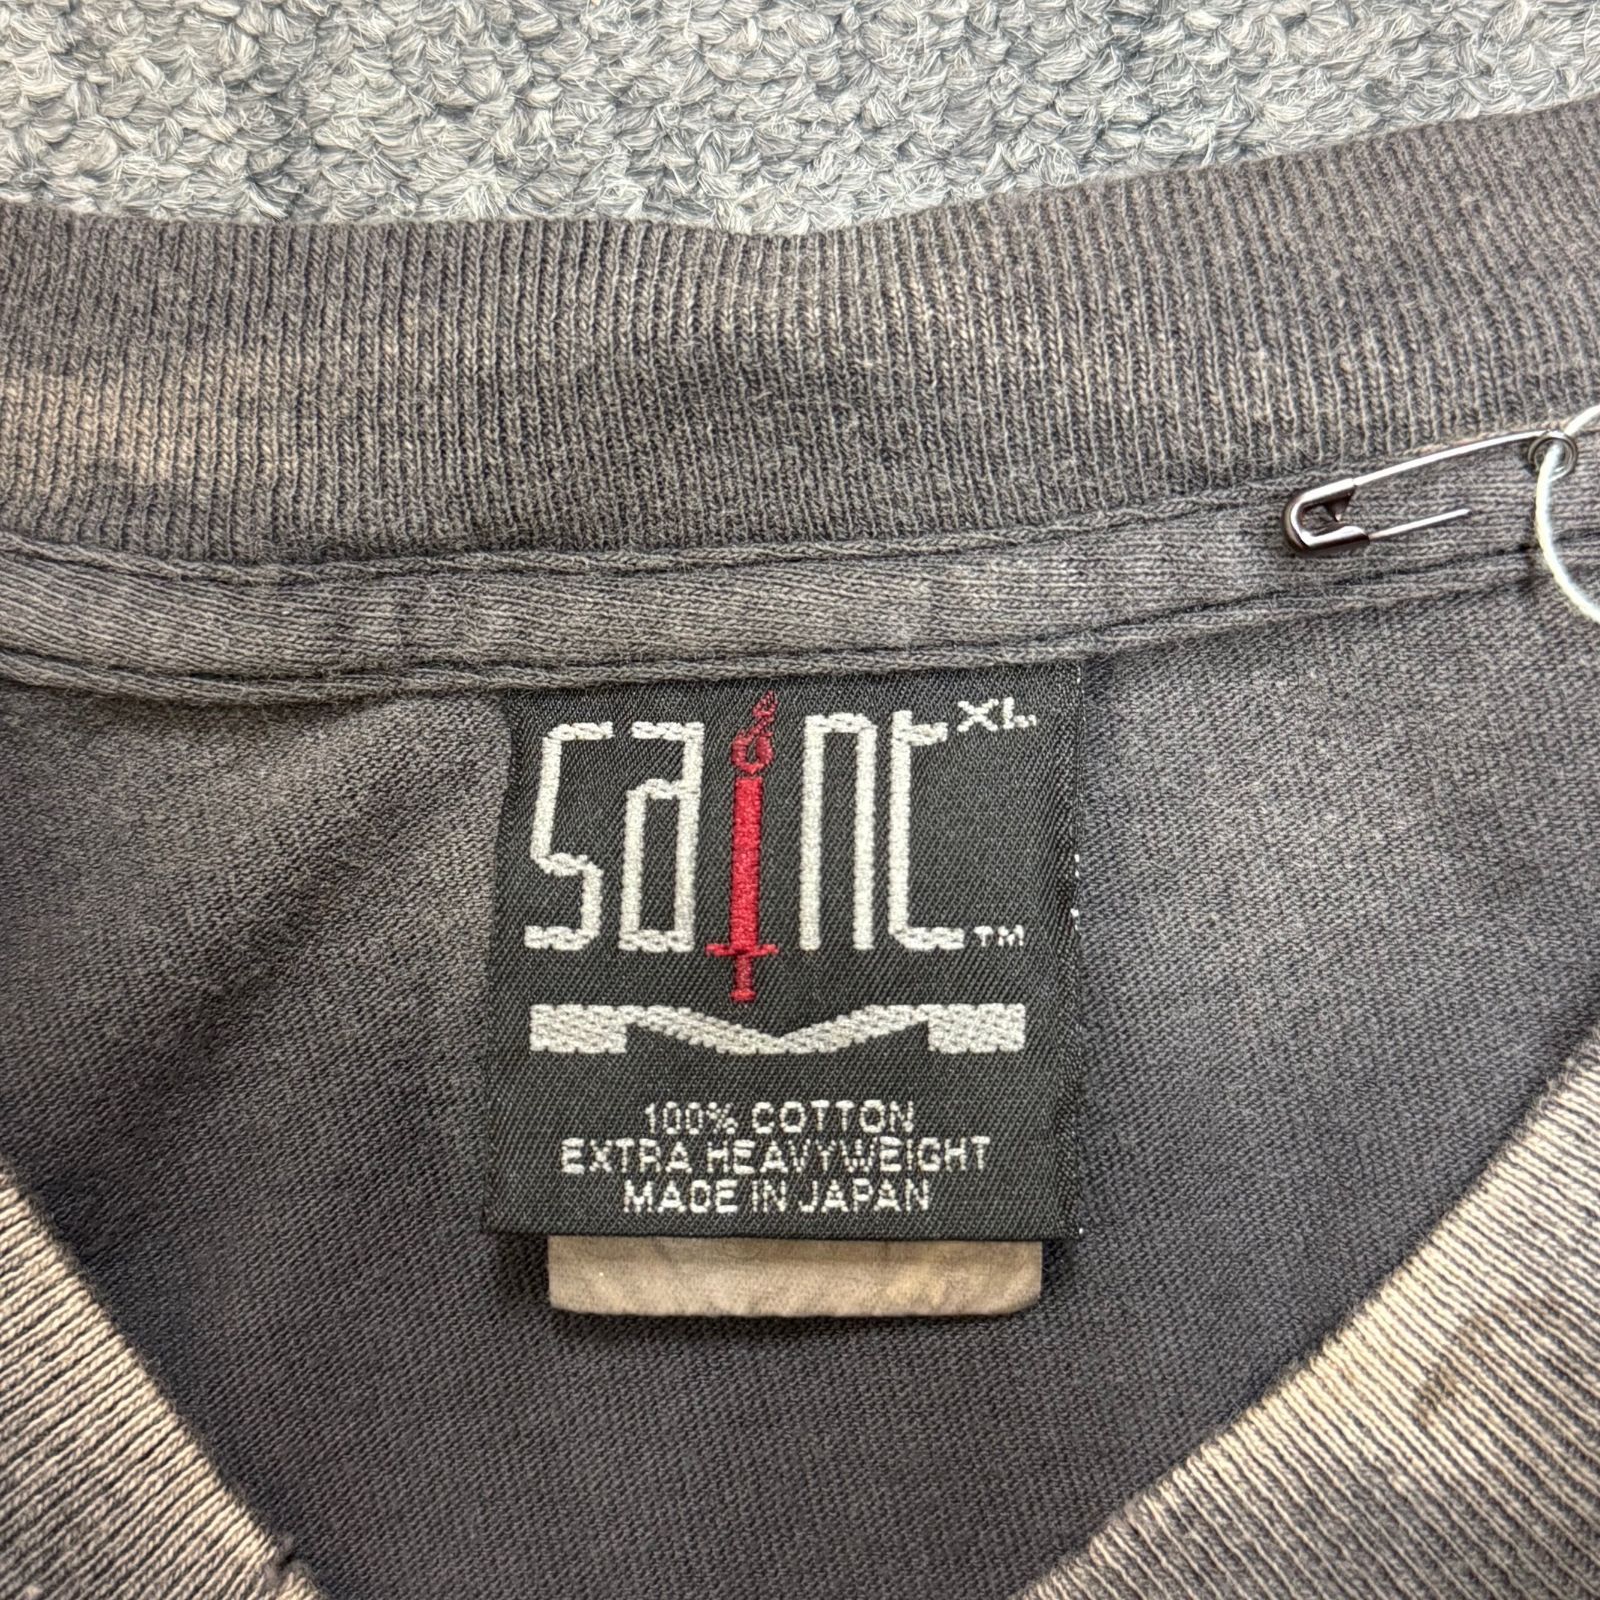 saint XL
TM
100% COTTON
EXTRA HEAVYWEIGHT
MADE IN JAPAN